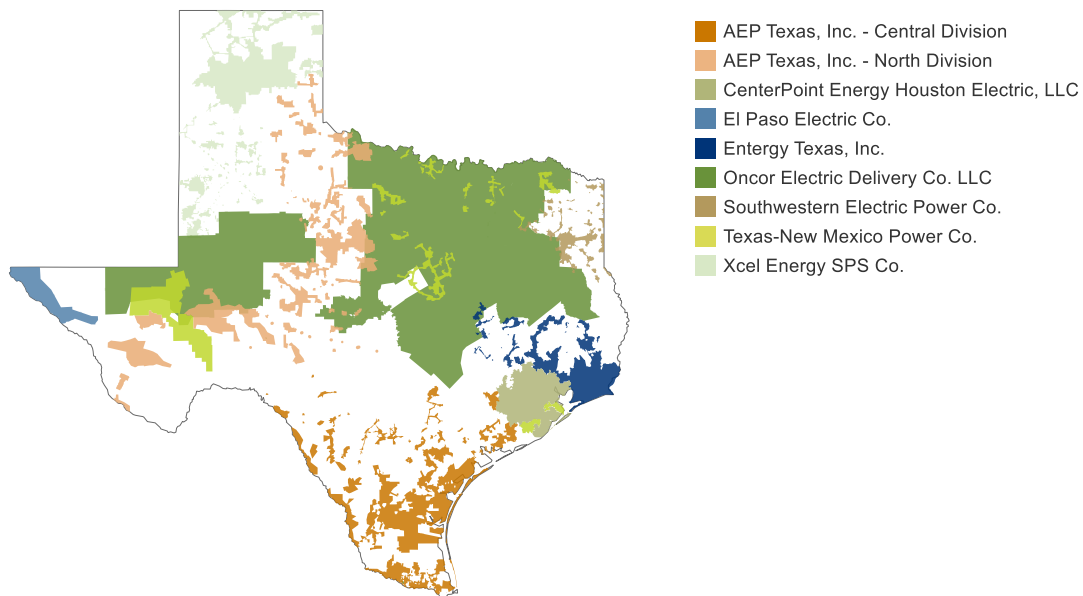 AEP Texas, Inc. - Central Division
AEP Texas, Inc. - North Division
CenterPoint Energy Houston Electric, LLC
El Paso Electric Co.
Entergy Texas, Inc.
Oncor Electric Delivery Co. LLC
Southwestern Electric Power Co.
Texas-New Mexico Power Co.
Xcel Energy SPS Co.